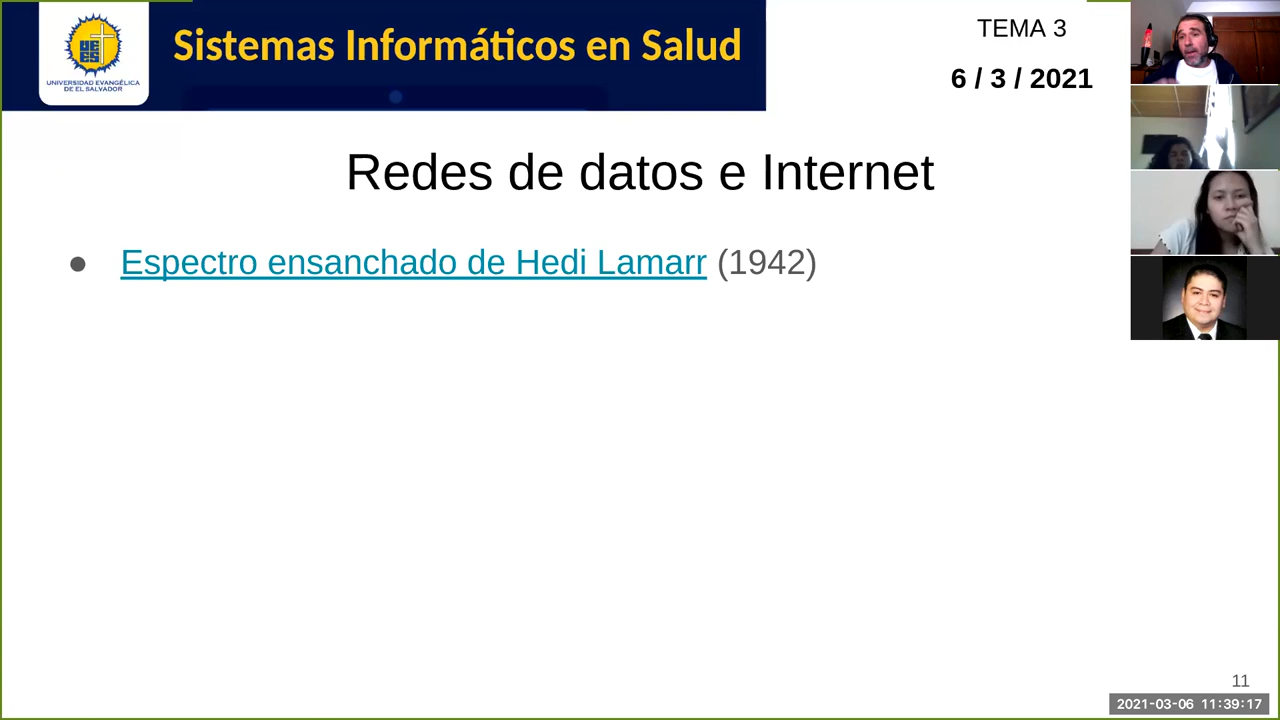 Sistemas Informáticos en Salud
UNIVERSIDAD EVANGÉLICA
DE EL SALVADOR
TEMA 3
6 / 3 / 2021
Redes de datos e Internet
● Espectro ensanchado de Hedi Lamarr (1942)
11
2021-03-06 11:39:17